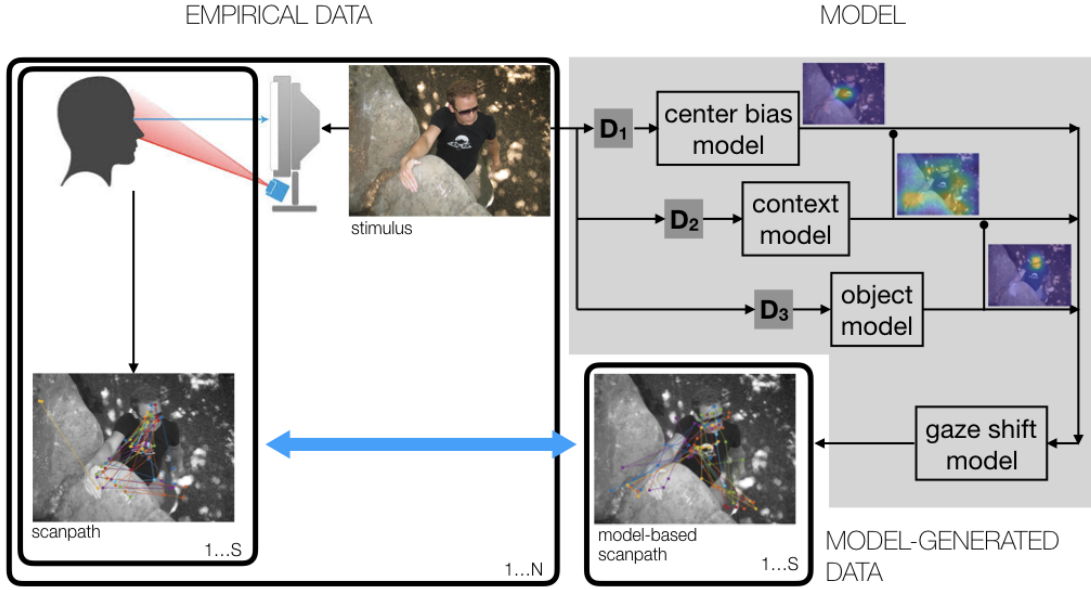 EMPIRICAL DATA
MODEL
stimulus
D₁
center bias
model
D₂
context
model
D₃
object
model
gaze shift
model
scanpath
1...S
1...N
model-based
scanpath
1...S
MODEL-GENERATED
DATA